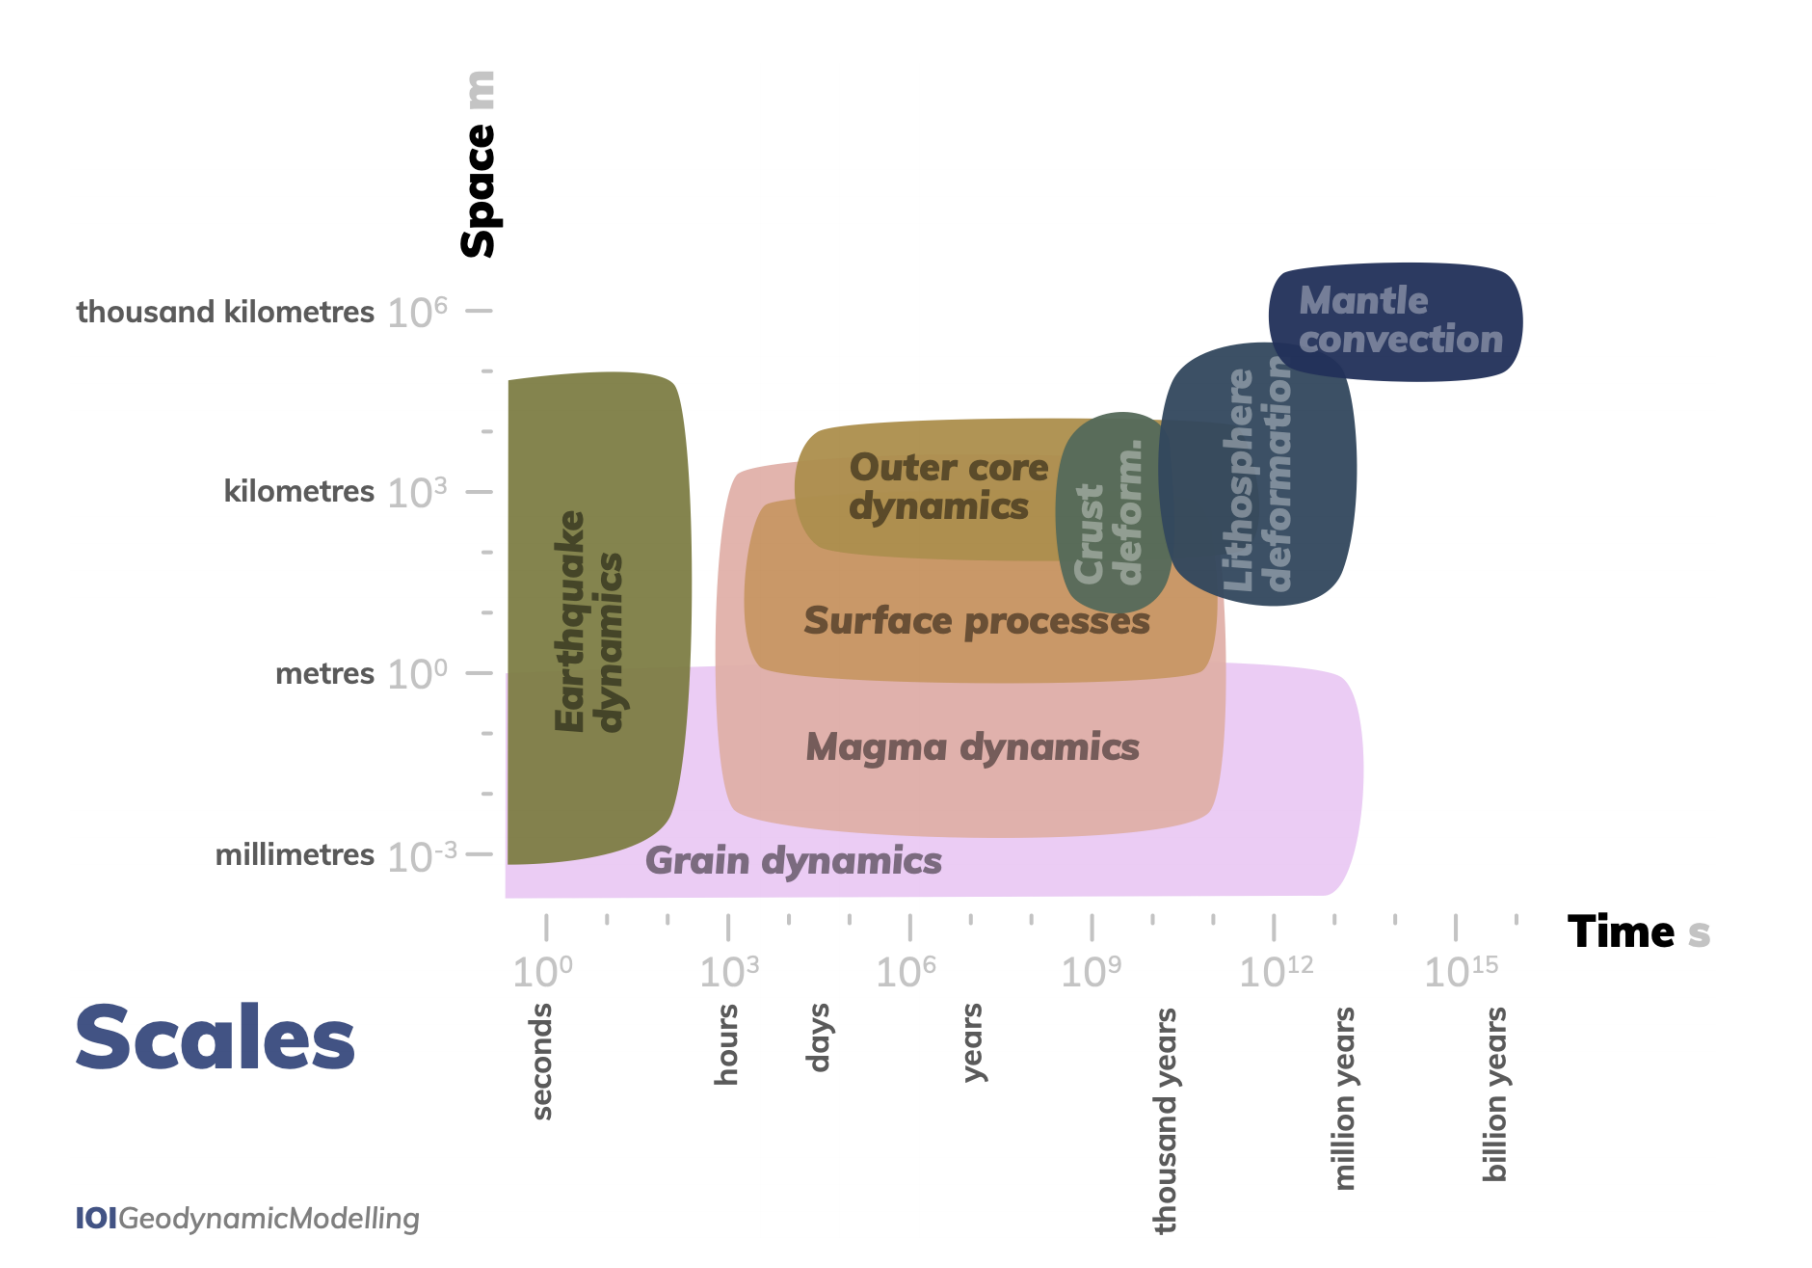 Space m
thousand kilometres 10⁶
kilometres 10³
metres 10⁰
millimetres 10⁻³
Mantle
convection
Lithosphere
deformation
Crust
deform.
Outer core
dynamics
Earthquake
dynamics
Surface processes
Magma dynamics
Grain dynamics
Time s
10⁰ 10³ 10⁶ 10⁹ 10¹² 10¹⁵
seconds
hours
days
years
thousand years
million years
billion years
Scales
IOIGeodynamicModelling